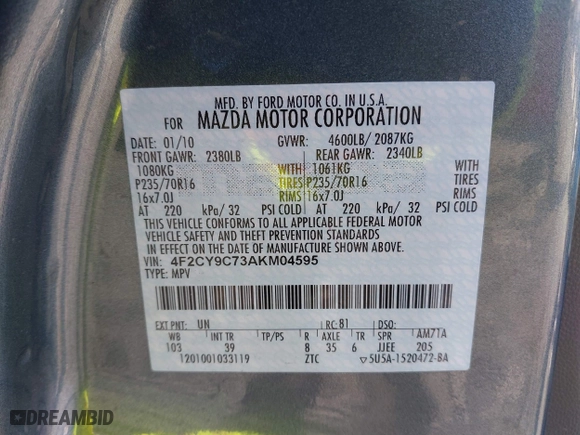 MFD. BY FORD MOTOR CO. IN U.S.A.
FOR MAZDA MOTOR CORPORATION
DATE: 01/10 GVWR: 4600LB/ 2087KG
FRONT GAWR: 2380LB REAR GAWR: 2340LB
1080KG WITH 1061KG WITH
P235/70R16 TIRES P235/70R16 TIRES
16x7.0J RIMS 16x7.0J RIMS
AT 220 kPa/ 32 PSI COLD AT 220 kPa/ 32 PSI COLD
THIS VEHICLE CONFORMS TO ALL APPLICABLE FEDERAL MOTOR
VEHICLE SAFETY AND THEFT PREVENTION STANDARDS
IN EFFECT ON THE DATE OF MANUFACTURE SHOWN ABOVE.
VIN: 4F2CY9C73AKM04595
TYPE: MPV
EXT PNT: UN RC: 81 DSO:
WB INT TR TP/PS R AXLE TR SPR AM7TA
103 39 8 35 6 JJEE 205
1201001033119 ZTC 5U5A-1520472-BA
DREAMBID